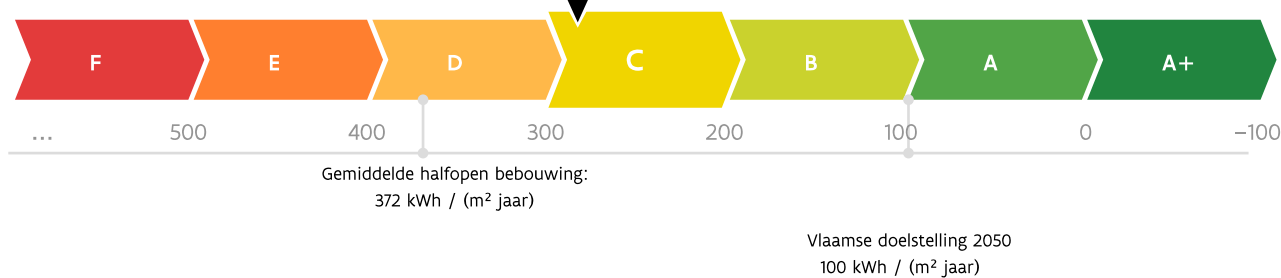 F E D C B A A+
... 500 400 300 200 100 0 −100
Gemiddelde halfopen bebouwing:
372 kWh / (m² jaar)
Vlaamse doelstelling 2050
100 kWh / (m² jaar)